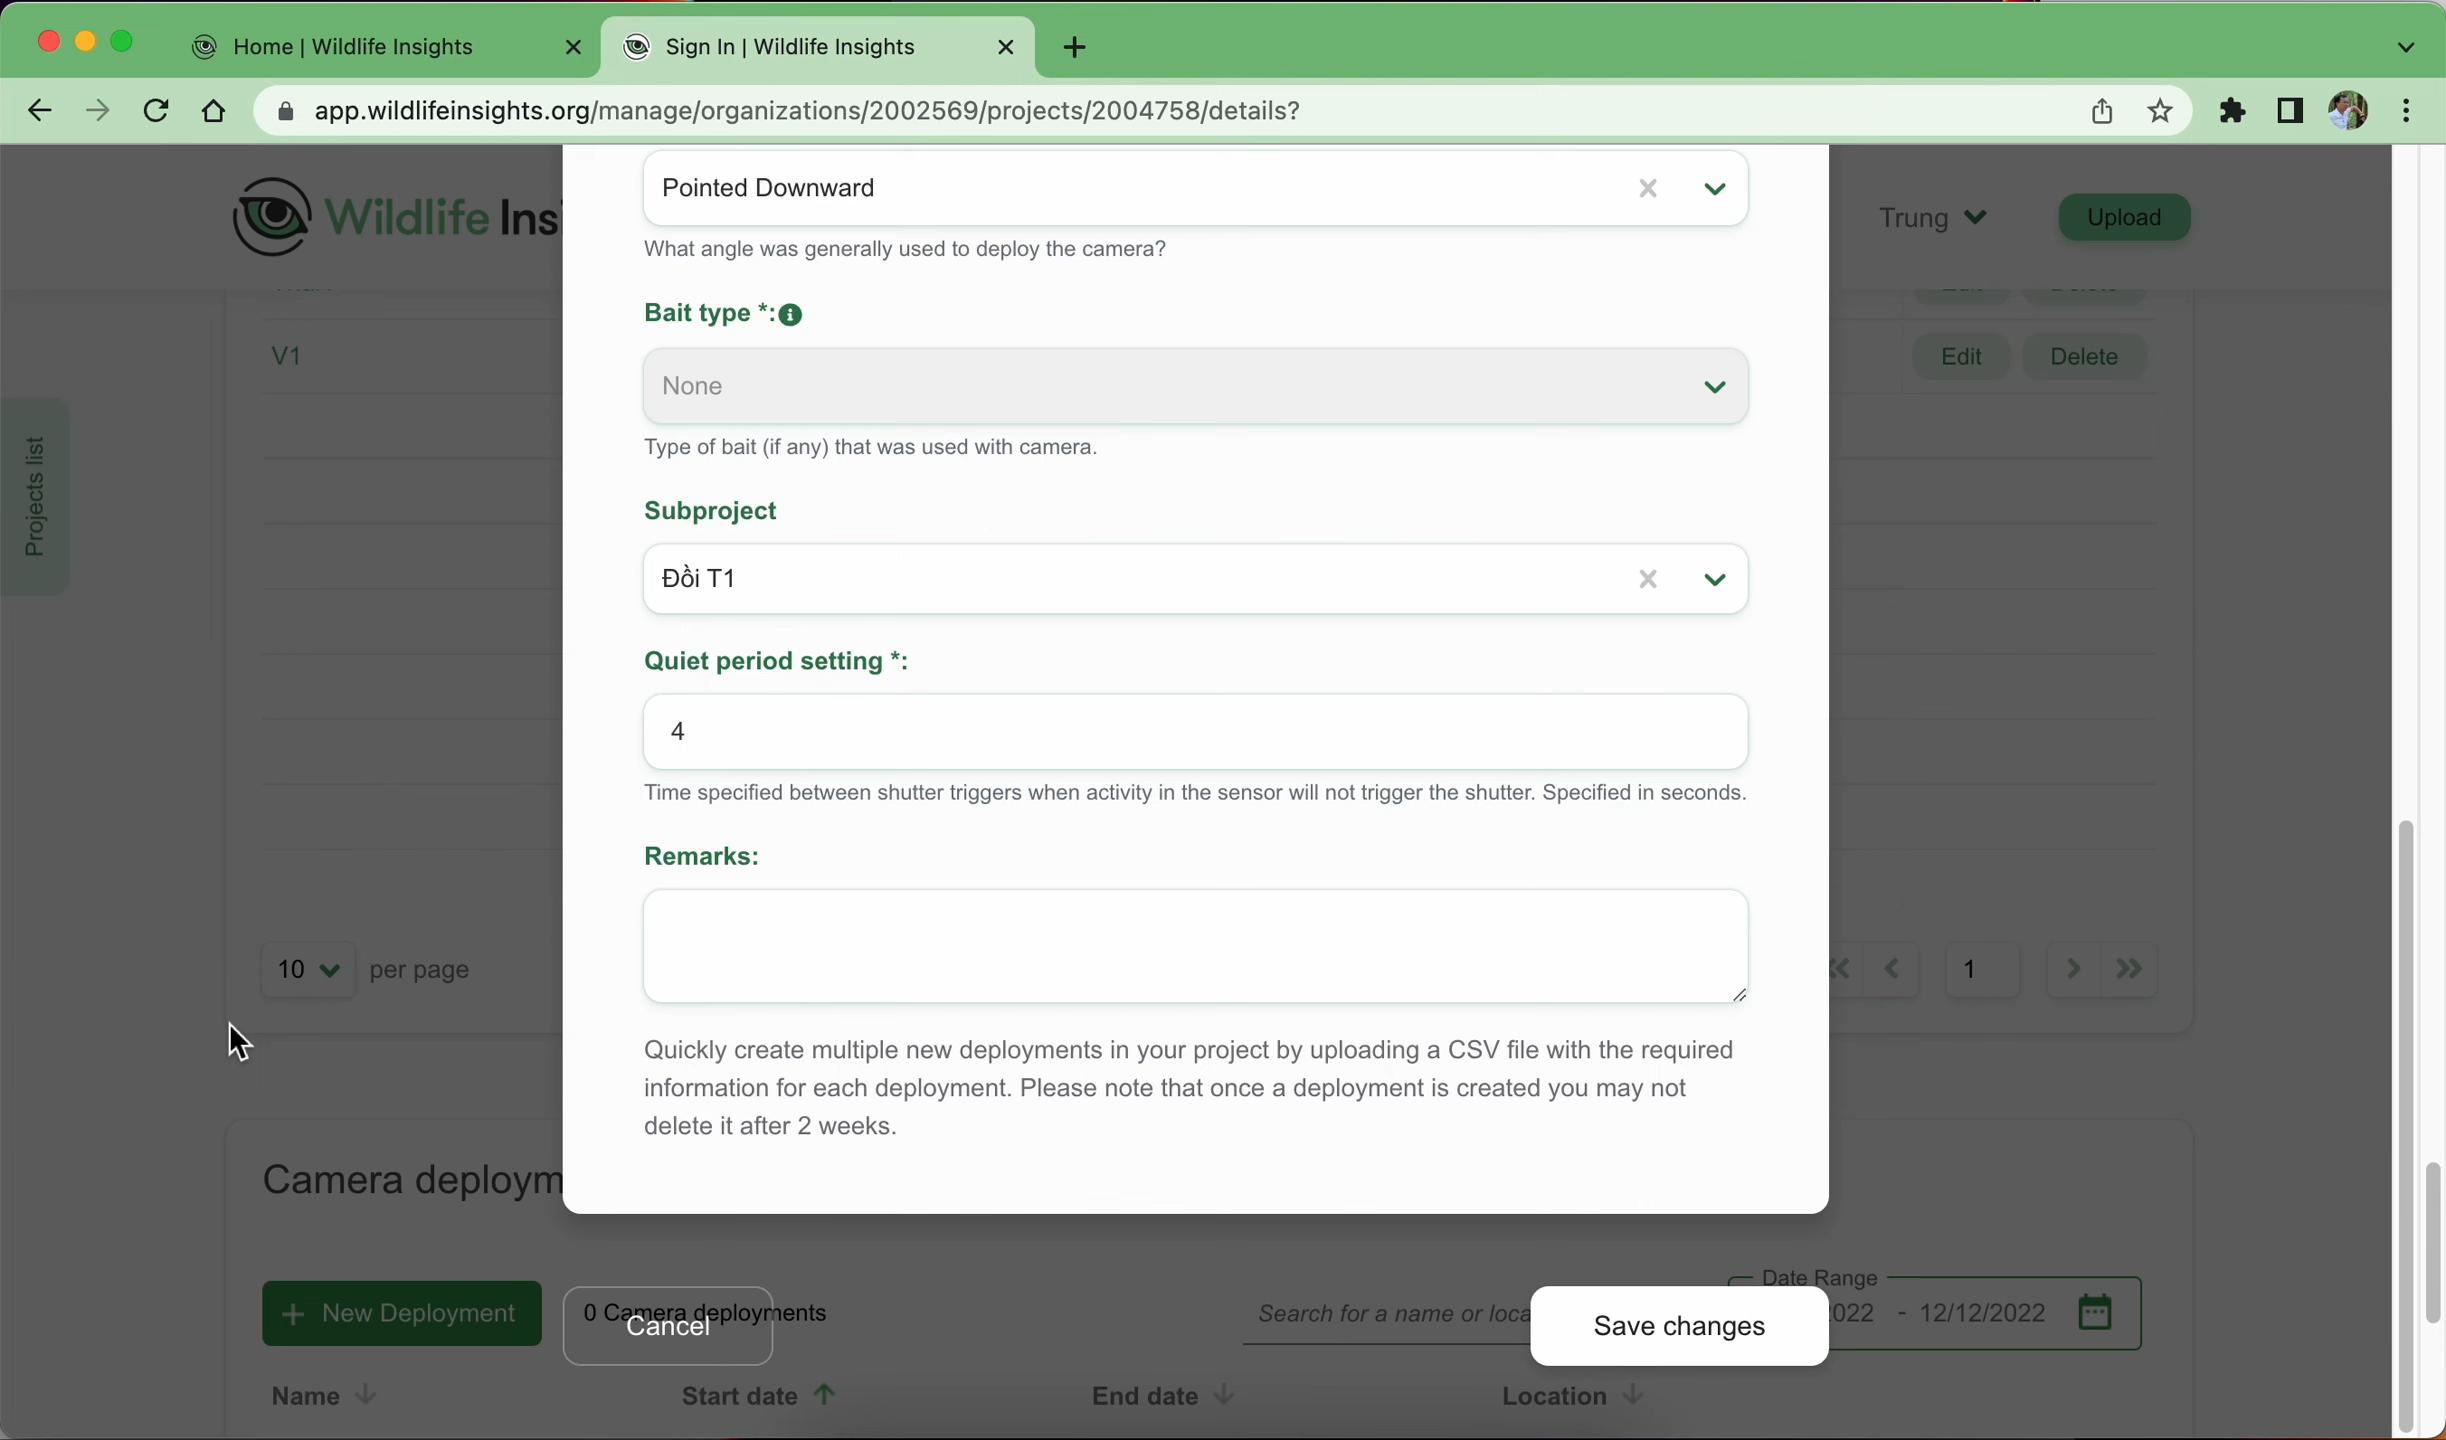 Home | Wildlife Insights
Sign In | Wildlife Insights
app.wildlifeinsights.org/manage/organizations/2002569/projects/2004758/details?
Pointed Downward
Wildlife Insi
Trung
Upload
What angle was generally used to deploy the camera?
Bait type *:
V1
Edit
Delete
None
Type of bait (if any) that was used with camera.
Projects list
Subproject
Đồi T1
Quiet period setting *:
4
Time specified between shutter triggers when activity in the sensor will not trigger the shutter. Specified in seconds.
Remarks:
10
per page
1
Quickly create multiple new deployments in your project by uploading a CSV file with the required
information for each deployment. Please note that once a deployment is created you may not
delete it after 2 weeks.
Camera deploym
Date Range
New Deployment
0 Camera deployments
Cancel
Search for a name or loca
Save changes
2022 - 12/12/2022
Name
Start date
End date
Location